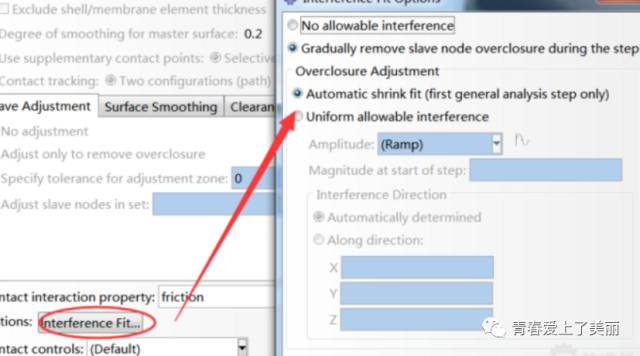 Exclude shell/membrane element thickness
Degree of smoothing for master surface: 0.2
Use supplementary contact points: Selective
Contact tracking: Two configurations (path)
ave Adjustment Surface Smoothing Clearan
No adjustment
Adjust only to remove overclosure
Specify tolerance for adjustment zone: 0
Adjust slave nodes in set:
ntact interaction property: friction
tions: Interference Fit...
ntact controls: (Default)
Interference Fit Options
No allowable interference
Gradually remove slave node overclosure during the step
Overclosure Adjustment
Automatic shrink fit (first general analysis step only)
Uniform allowable interference
Amplitude: (Ramp)
Magnitude at start of step:
Interference Direction
Automatically determined
Along direction:
X
Y
Z
青春爱上了美丽